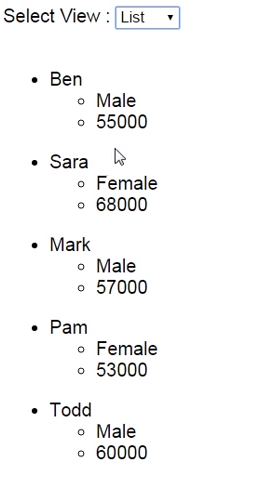 Select View : List
Ben
Male
55000
Sara
Female
68000
Mark
Male
57000
Pam
Female
53000
Todd
Male
60000